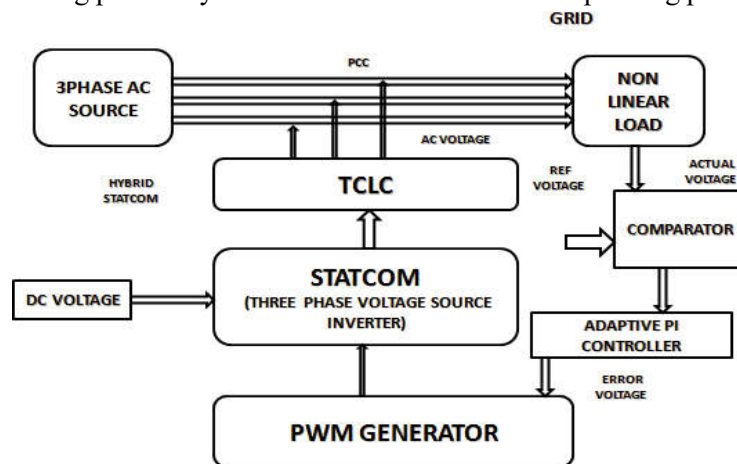 GRID
PCC
3PHASE AC
SOURCE
NON
LINEAR
LOAD
AC VOLTAGE
HYBRID
STATCOM
TCLC
REF
VOLTAGE
ACTUAL
VOLTAGE
COMPARATOR
STATCOM
(THREE PHASE VOLTAGE SOURCE
INVERTER)
DC VOLTAGE
ADAPTIVE PI
CONTROLLER
ERROR
VOLTAGE
PWM GENERATOR